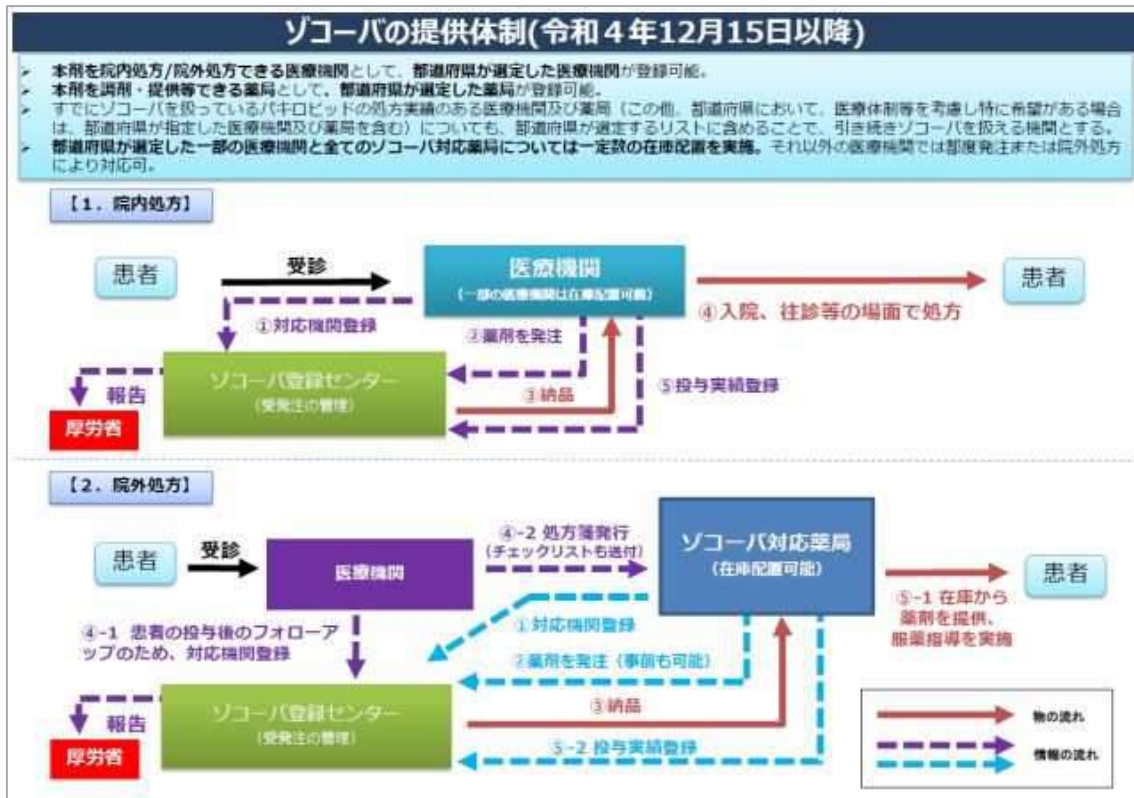 ゾコーバの提供体制(令和４年12月15日以降)
➢ 本剤を院内処方/院外処方できる医療機関として、都道府県が選定した医療機関が登録可能。
➢ 本剤を調剤・提供等できる薬局として、都道府県が選定した薬局が登録可能。
➢ すでにゾコーバを扱っているパキロビッドの処方実績のある医療機関及び薬局（この他、都道府県において、医療体制等を考慮し特に希望がある場合
は、都道府県が指定した医療機関及び薬局を含む）についても、都道府県が選定するリストに含めることで、引き続きゾコーバを扱える機関とする。
➢ 都道府県が選定した一部の医療機関と全てのゾコーバ対応薬局については一定数の在庫配置を実施。それ以外の医療機関では都度発注または院外処方
により対応可。
【１．院内処方】
患者
受診
医療機関
（一部の医療機関は在庫配置可能）
患者
④入院、往診等の場面で処方
①対応機関登録
②薬剤を発注
ゾコーバ登録センター
（受発注の管理）
③納品
⑤投与実績登録
報告
厚労省
【２．院外処方】
患者
受診
医療機関
④-2 処方箋発行
（チェックリストも送付）
ゾコーバ対応薬局
（在庫配置可能）
患者
⑤-1 在庫から
薬剤を提供、
服薬指導を実施
①対応機関登録
④-1 患者の投与後のフォローア
ップのため、対応機関登録
②薬剤を発注（事前も可能）
ゾコーバ登録センター
（受発注の管理）
③納品
報告
厚労省
⑤-2 投与実績登録
物の流れ
情報の流れ